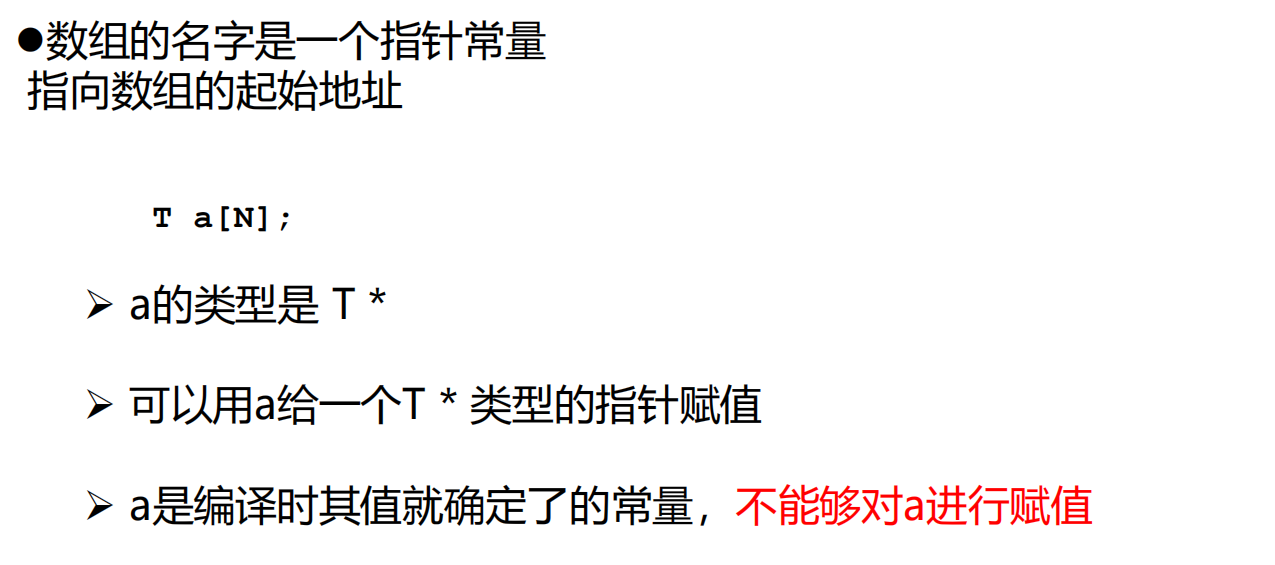 ●数组的名字是一个指针常量
指向数组的起始地址
T a[N];
➢ a的类型是 T *
➢ 可以用a给一个T * 类型的指针赋值
➢ a是编译时其值就确定了的常量，不能够对a进行赋值